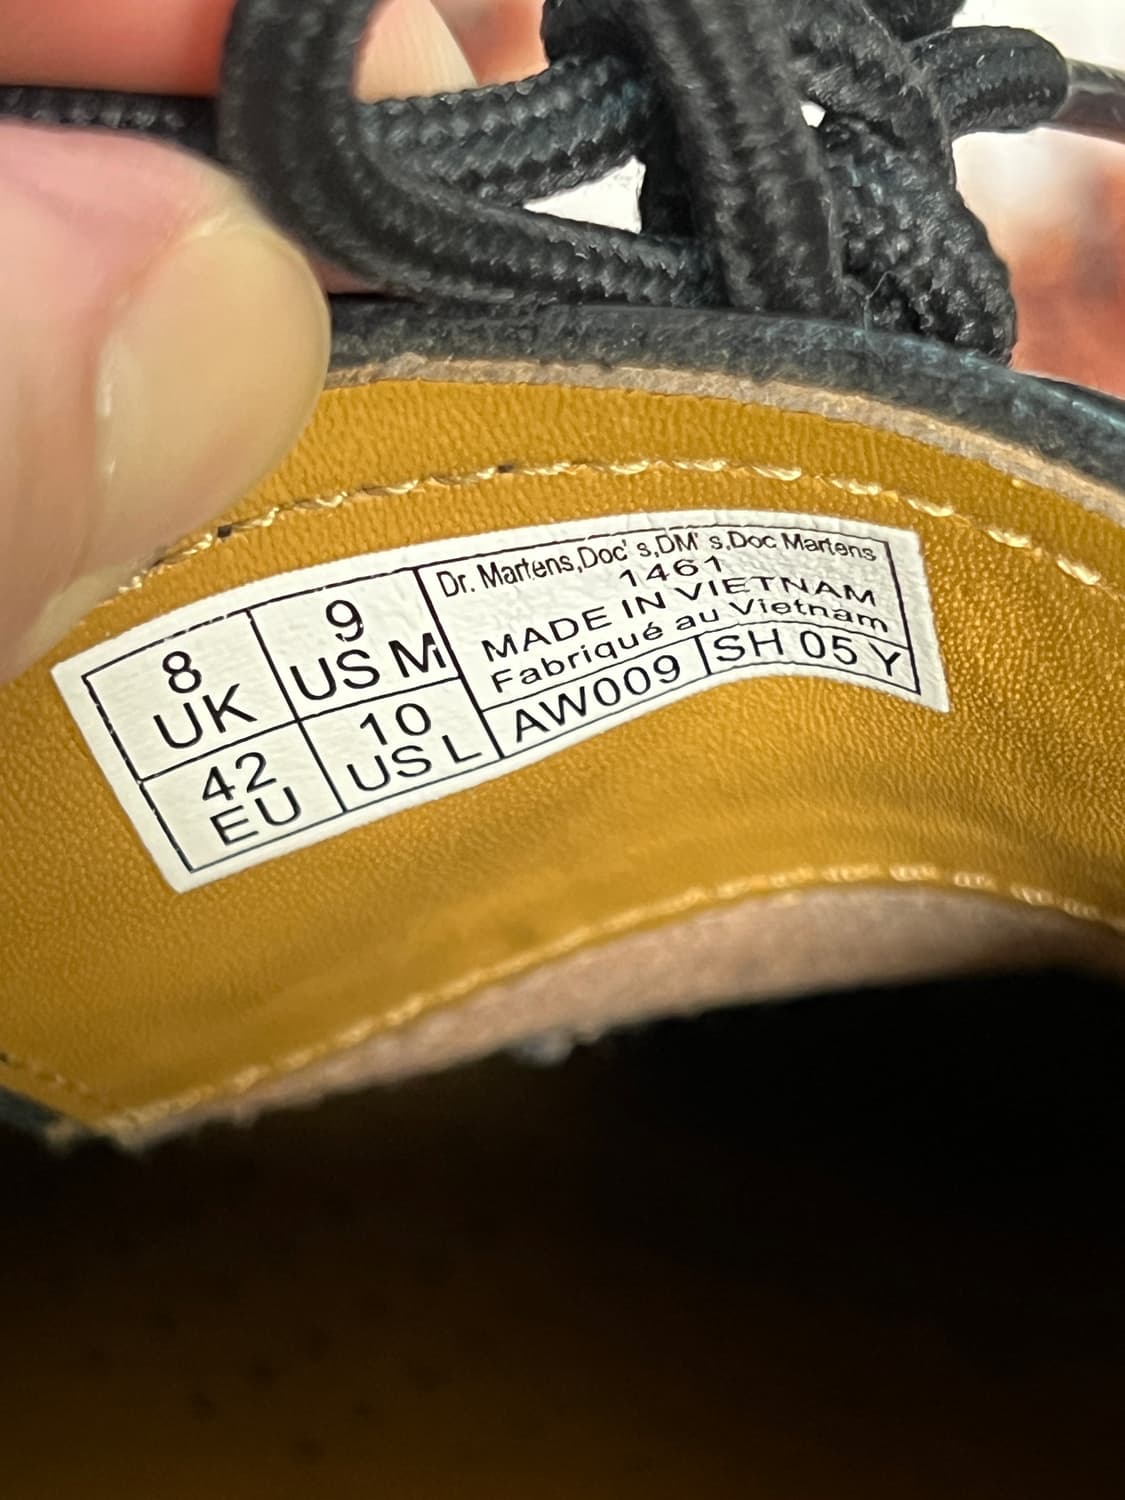 8
UK
9
US M
42
EU
10
US L
Dr. Martens,Doc' s,DM' s,Doc Martens
1461
MADE IN VIETNAM
Fabriqué au Vietnam
AW009
SH 05 Y